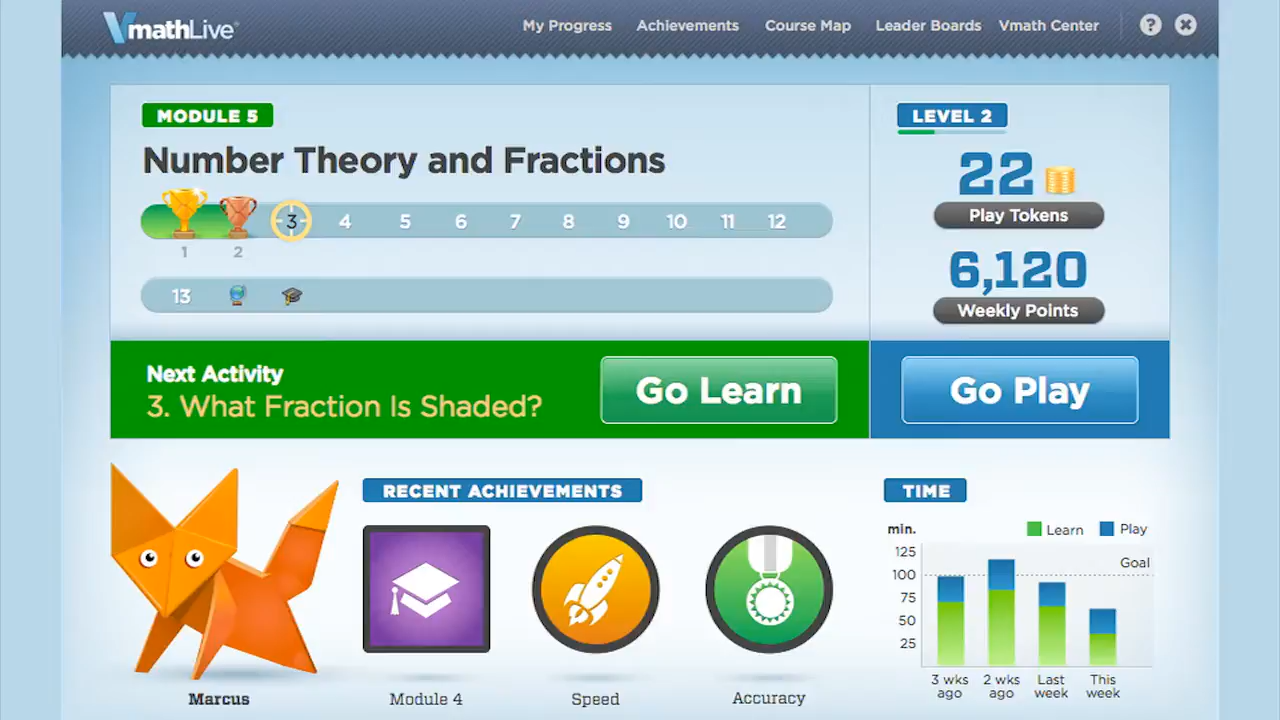 VmathLive
My Progress Achievements Course Map Leader Boards Vmath Center ?
MODULE 5
Number Theory and Fractions
3 4 5 6 7 8 9 10 11 12
1 2
13
LEVEL 2
22
Play Tokens
6,120
Weekly Points
Next Activity
3. What Fraction Is Shaded?
Go Learn
Go Play
Marcus
RECENT ACHIEVEMENTS
Module 4 Speed Accuracy
TIME
min. Learn Play
Goal
125
100
75
50
25
3 wks ago
2 wks ago
Last week
This week